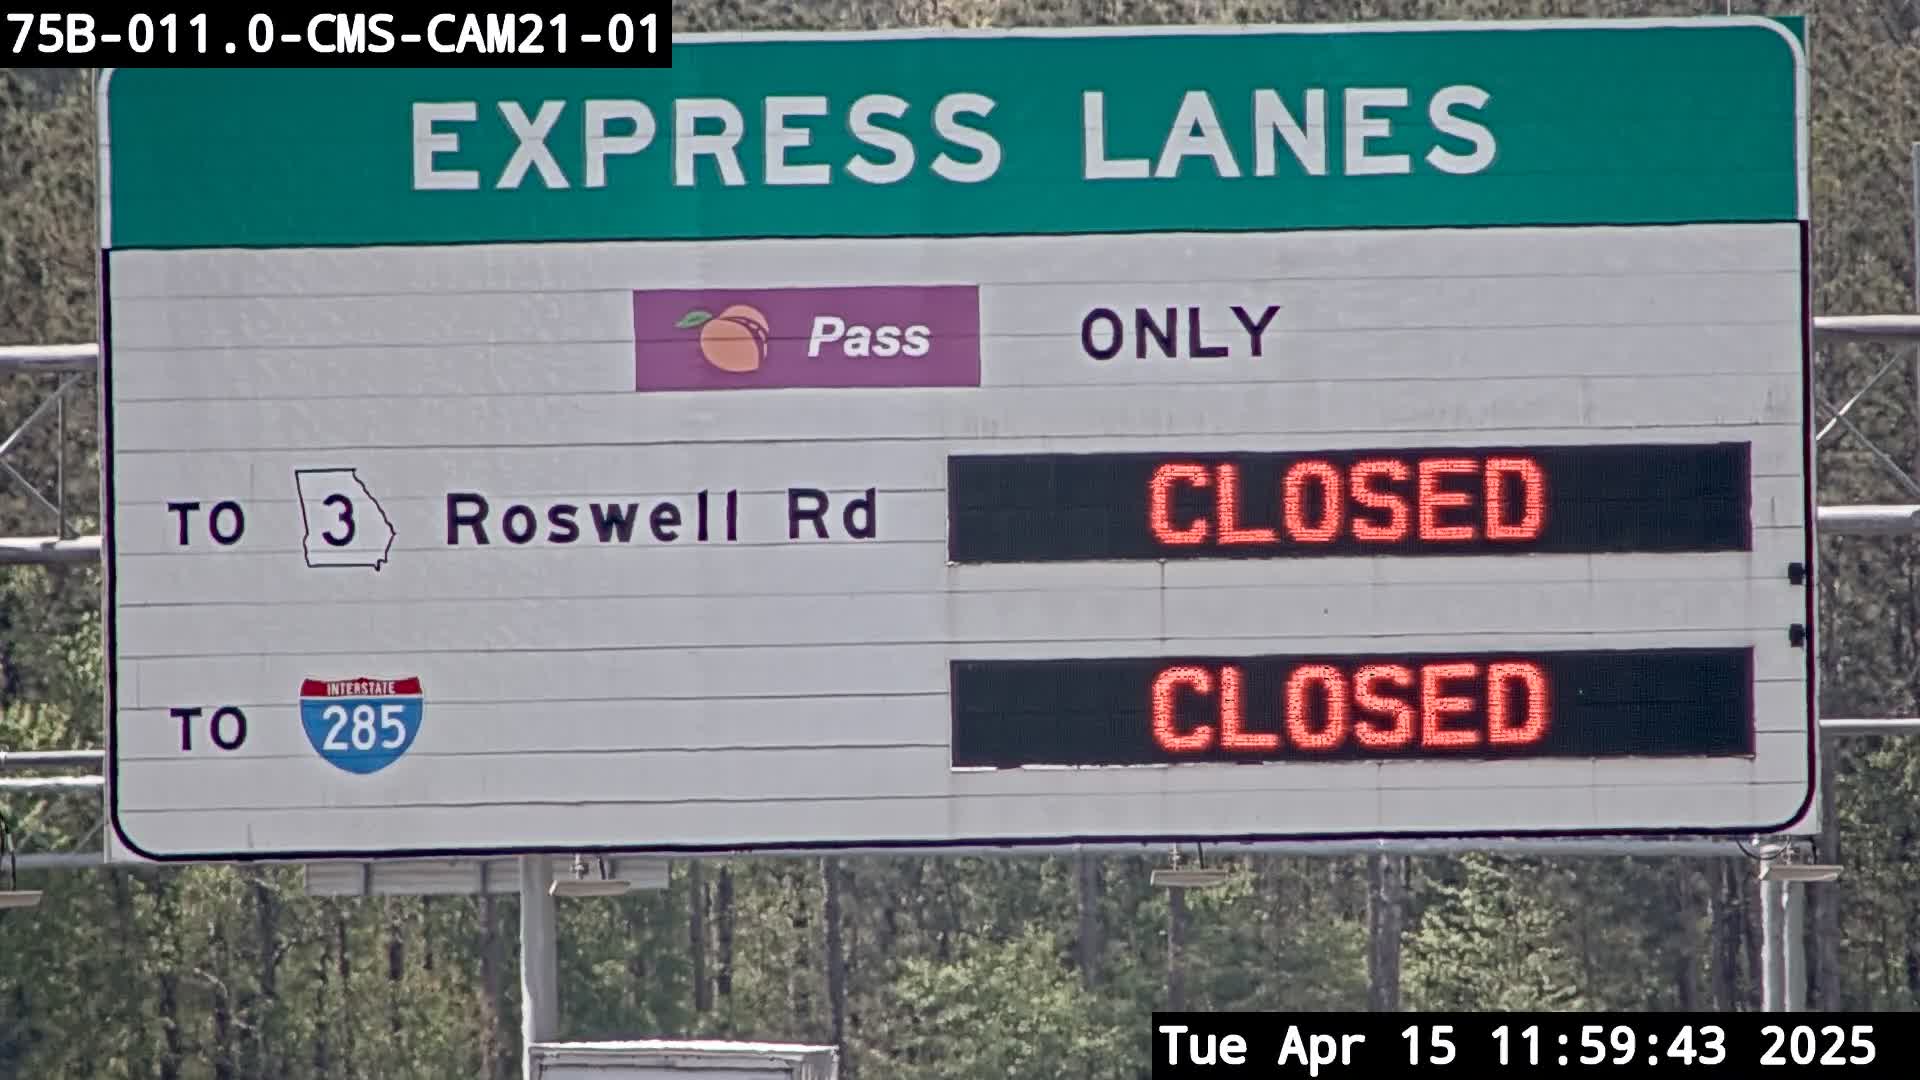 75B-011.0-CMS-CAM21-01
EXPRESS LANES
Pass ONLY
TO 3 Roswell Rd CLOSED
INTERSTATE
TO 285 CLOSED
Tue Apr 15 11:59:43 2025